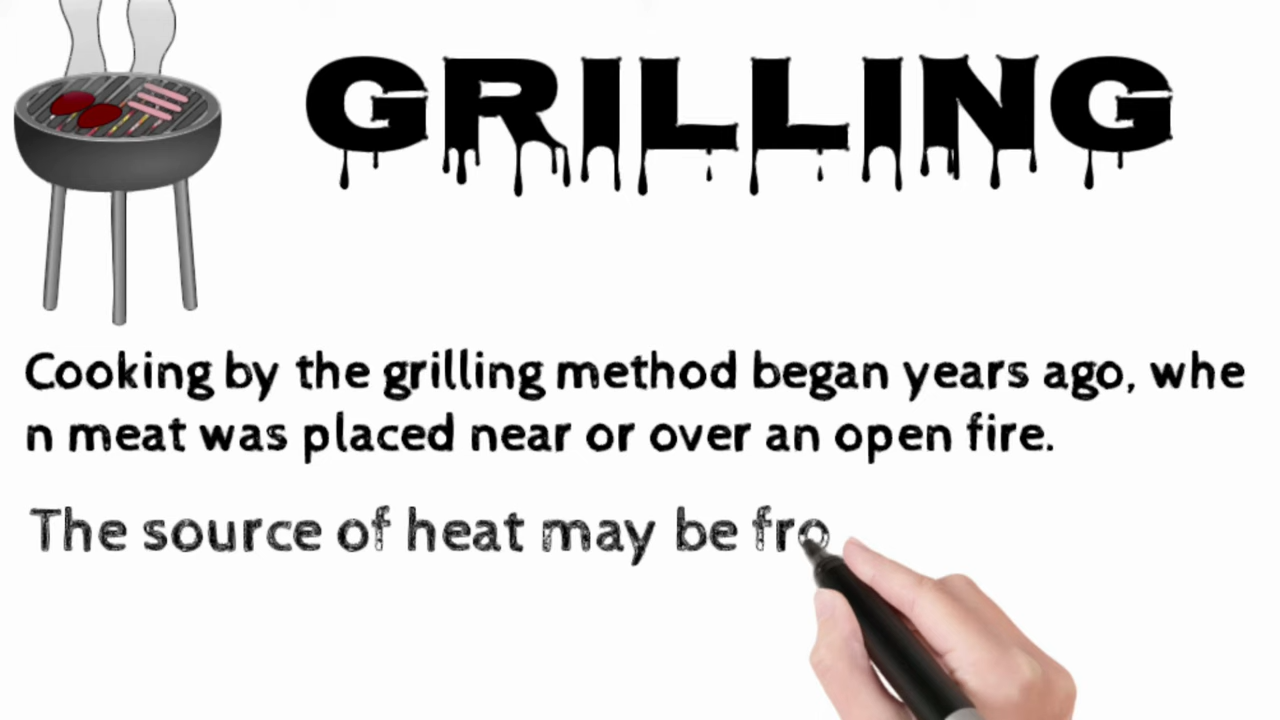 GRILLING
Cooking by the grilling method began years ago, whe
n meat was placed near or over an open fire.
The source of heat may be fro